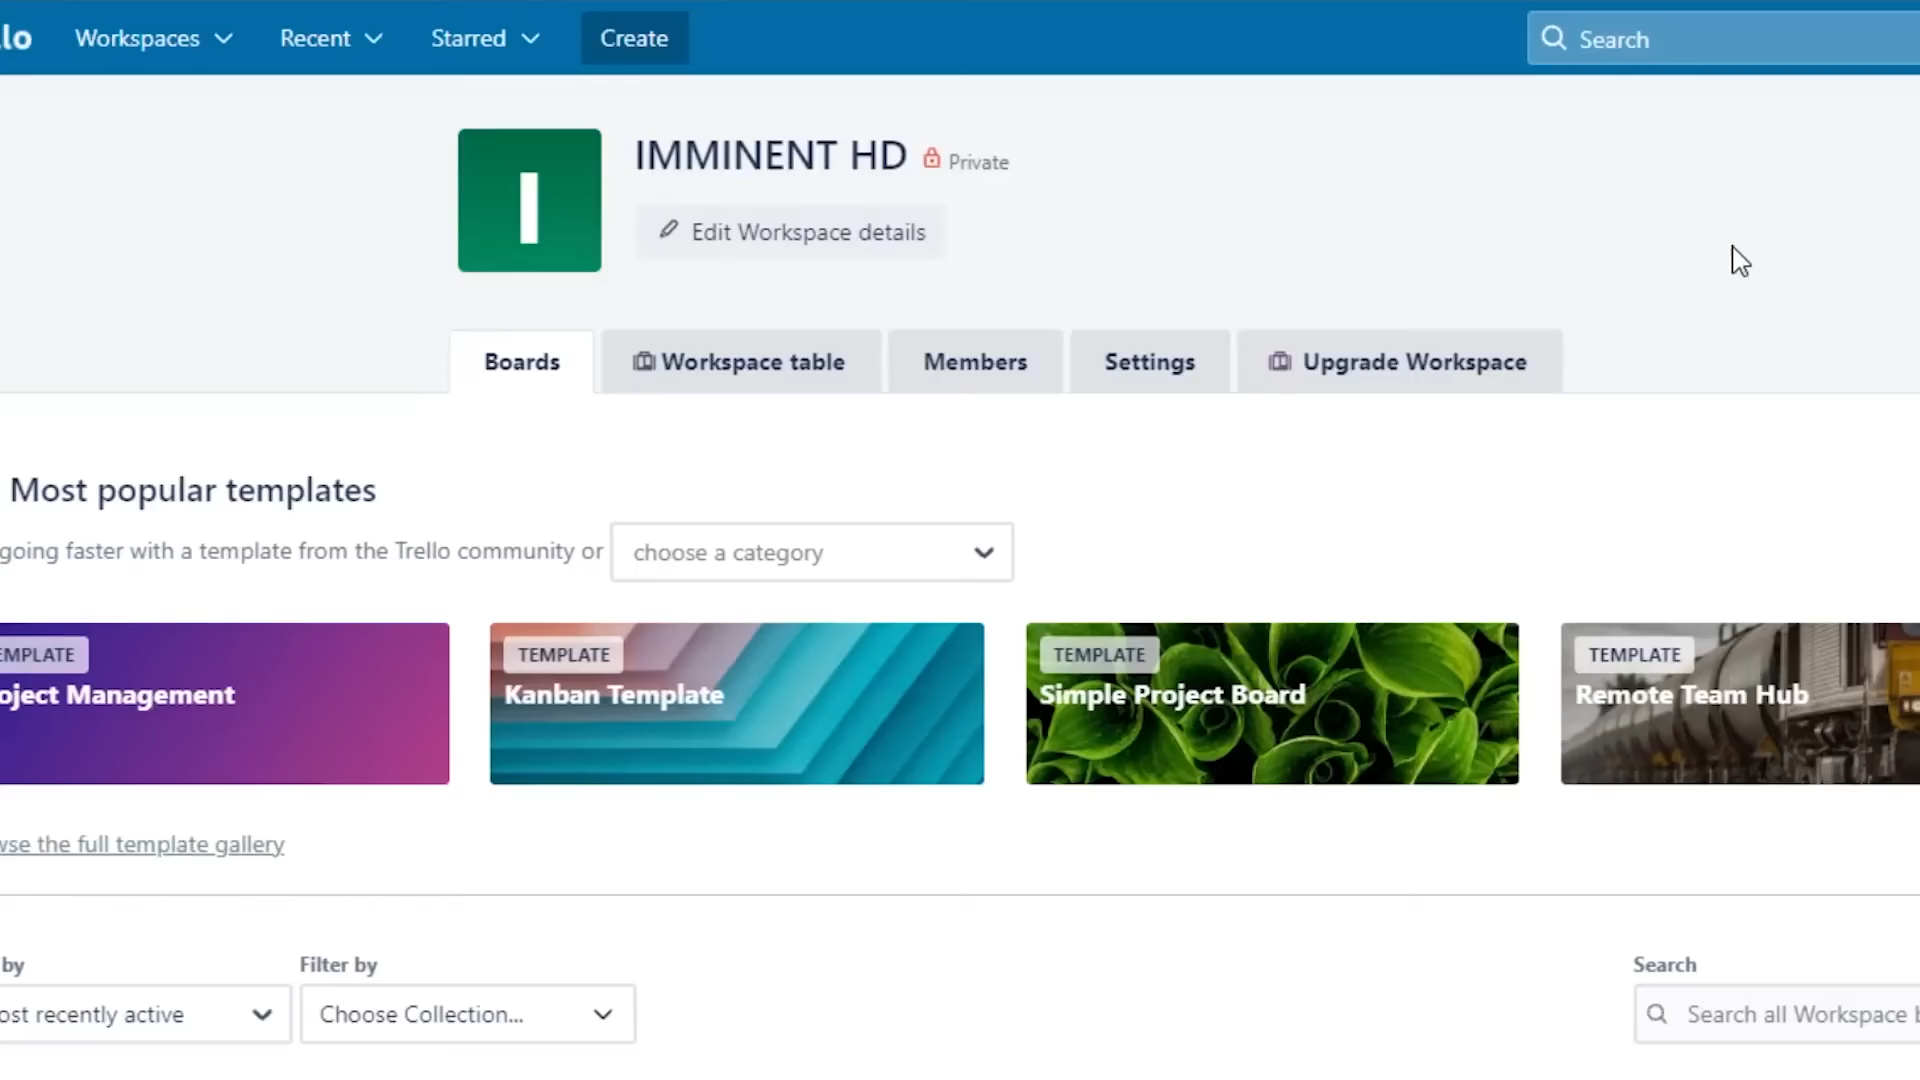 lo Workspaces Recent Starred Create Search
I
IMMINENT HD Private
Edit Workspace details
Boards Workspace table Members Settings Upgrade Workspace
Most popular templates
going faster with a template from the Trello community or choose a category
EMPLATE
oject Management
TEMPLATE
Kanban Template
TEMPLATE
Simple Project Board
TEMPLATE
Remote Team Hub
wse the full template gallery
by Filter by Search
ost recently active Choose Collection... Search all Workspace b